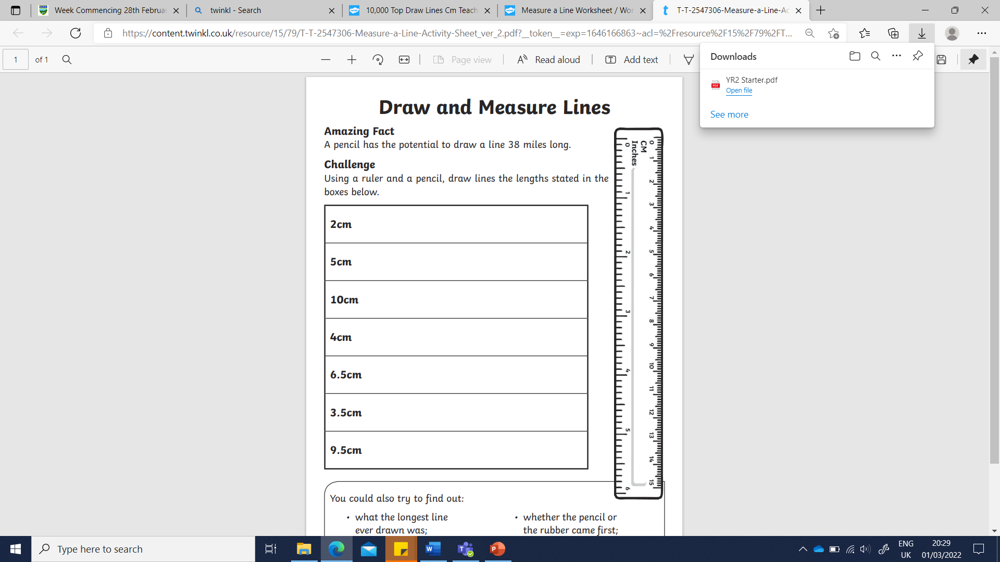 Week Commencing 28th Februar
twinkl - Search
10,000 Top Draw Lines Cm Teach
Measure a Line Worksheet / Wor
T-T-2547306-Measure-a-Line-Ac
https://content.twinkl.co.uk/resource/15/79/T-T-2547306-Measure-a-Line-Activity-Sheet_ver_2.pdf?__token__=exp=1646166863~acl=%2Fresource%2F15%2F79%2FT...
1 of 1
Page view
Read aloud
Add text
Downloads
YR2 Starter.pdf
Open file
See more
Draw and Measure Lines
Amazing Fact
A pencil has the potential to draw a line 38 miles long.
Challenge
Using a ruler and a pencil, draw lines the lengths stated in the
boxes below.
2cm
5cm
10cm
4cm
6.5cm
3.5cm
9.5cm
CM
0 1 2 3 4 5 6 7 8 9 10 11 12 13 14 15
Inches
0 1 2 3 4 5 6
You could also try to find out:
• what the longest line
ever drawn was;
• whether the pencil or
the rubber came first;
Type here to search
ENG
UK
20:29
01/03/2022